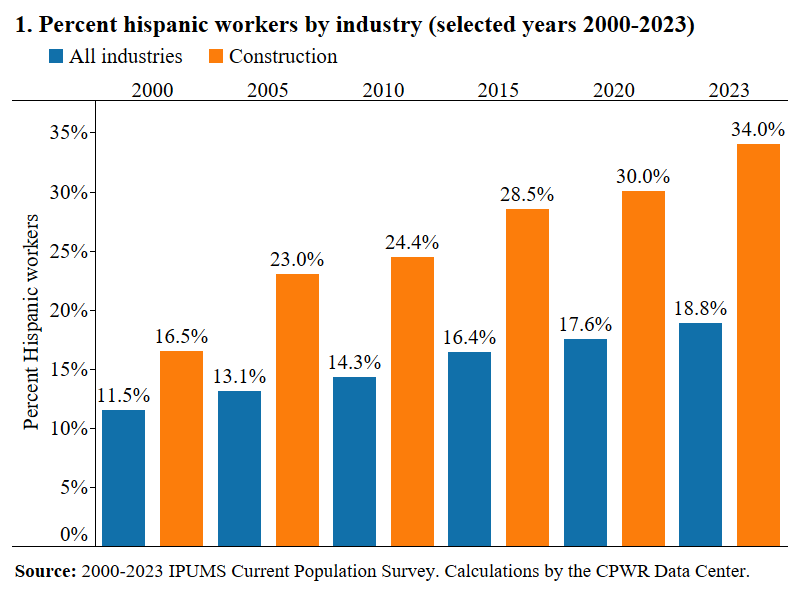 1. Percent hispanic workers by industry (selected years 2000-2023)
All industries Construction
2000 2005 2010 2015 2020 2023
Percent Hispanic workers
35%
30%
25%
20%
15%
10%
5%
0%
11.5% 16.5% 13.1% 23.0% 14.3% 24.4% 16.4% 28.5% 17.6% 30.0% 18.8% 34.0%
Source: 2000-2023 IPUMS Current Population Survey. Calculations by the CPWR Data Center.